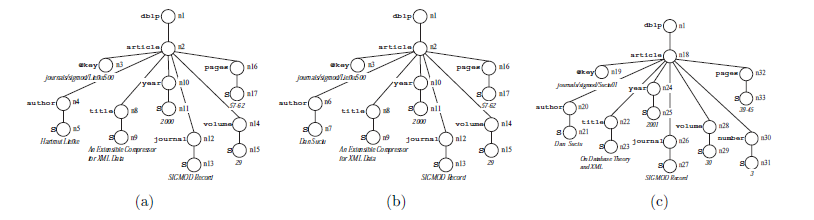 dblp n1
article n2
@key n3
journals/sigmod/Liefke00
n16
pages
n10
year
n17
S
57-62
author n4
S n5
Hartmut Liefke
title n8
S n9
An Extensible Compressor
for XML Data
S n11
2000
n12
journal
S n13
SIGMOD Record
volume n14
S n15
29
(a)
dblp n1
article n2
@key n3
journals/sigmod/Liefke00
n16
pages
n10
year
n17
S
57-62
author n6
S n7
Dan Suciu
title n8
S n9
An Extensible Compressor
for XML Data
S n11
2000
n12
journal
S n13
SIGMOD Record
volume n14
S n15
29
(b)
dblp n1
article n18
@key n19
journals/sigmod/Suciu01
pages n32
S n33
39-45
year n24
S n25
2001
author n20
S n21
Dan Suciu
title n22
S n23
On Database Theory
and XML
journal n26
S n27
SIGMOD Record
volume n28
S n29
30
number n30
S n31
3
(c)